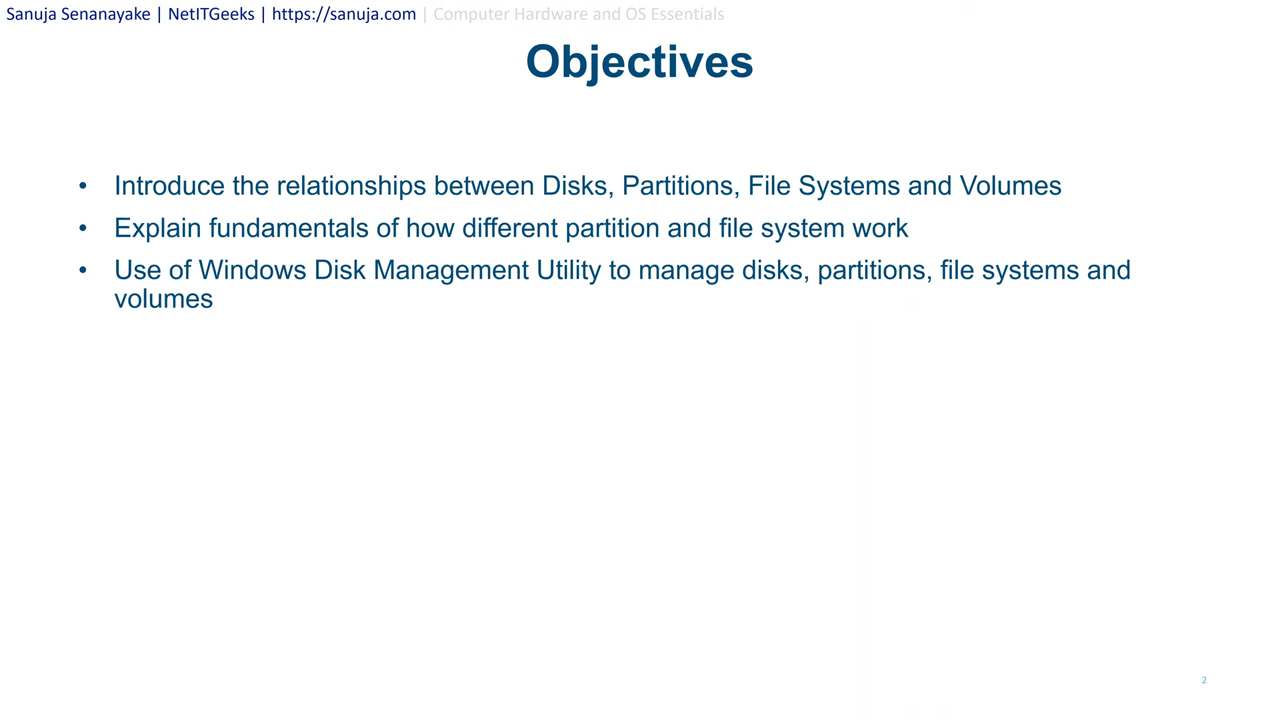 Sanuja Senanayake | NetITGeeks | https://sanuja.com | Computer Hardware and OS Essentials
Objectives
• Introduce the relationships between Disks, Partitions, File Systems and Volumes
• Explain fundamentals of how different partition and file system work
• Use of Windows Disk Management Utility to manage disks, partitions, file systems and
volumes
2